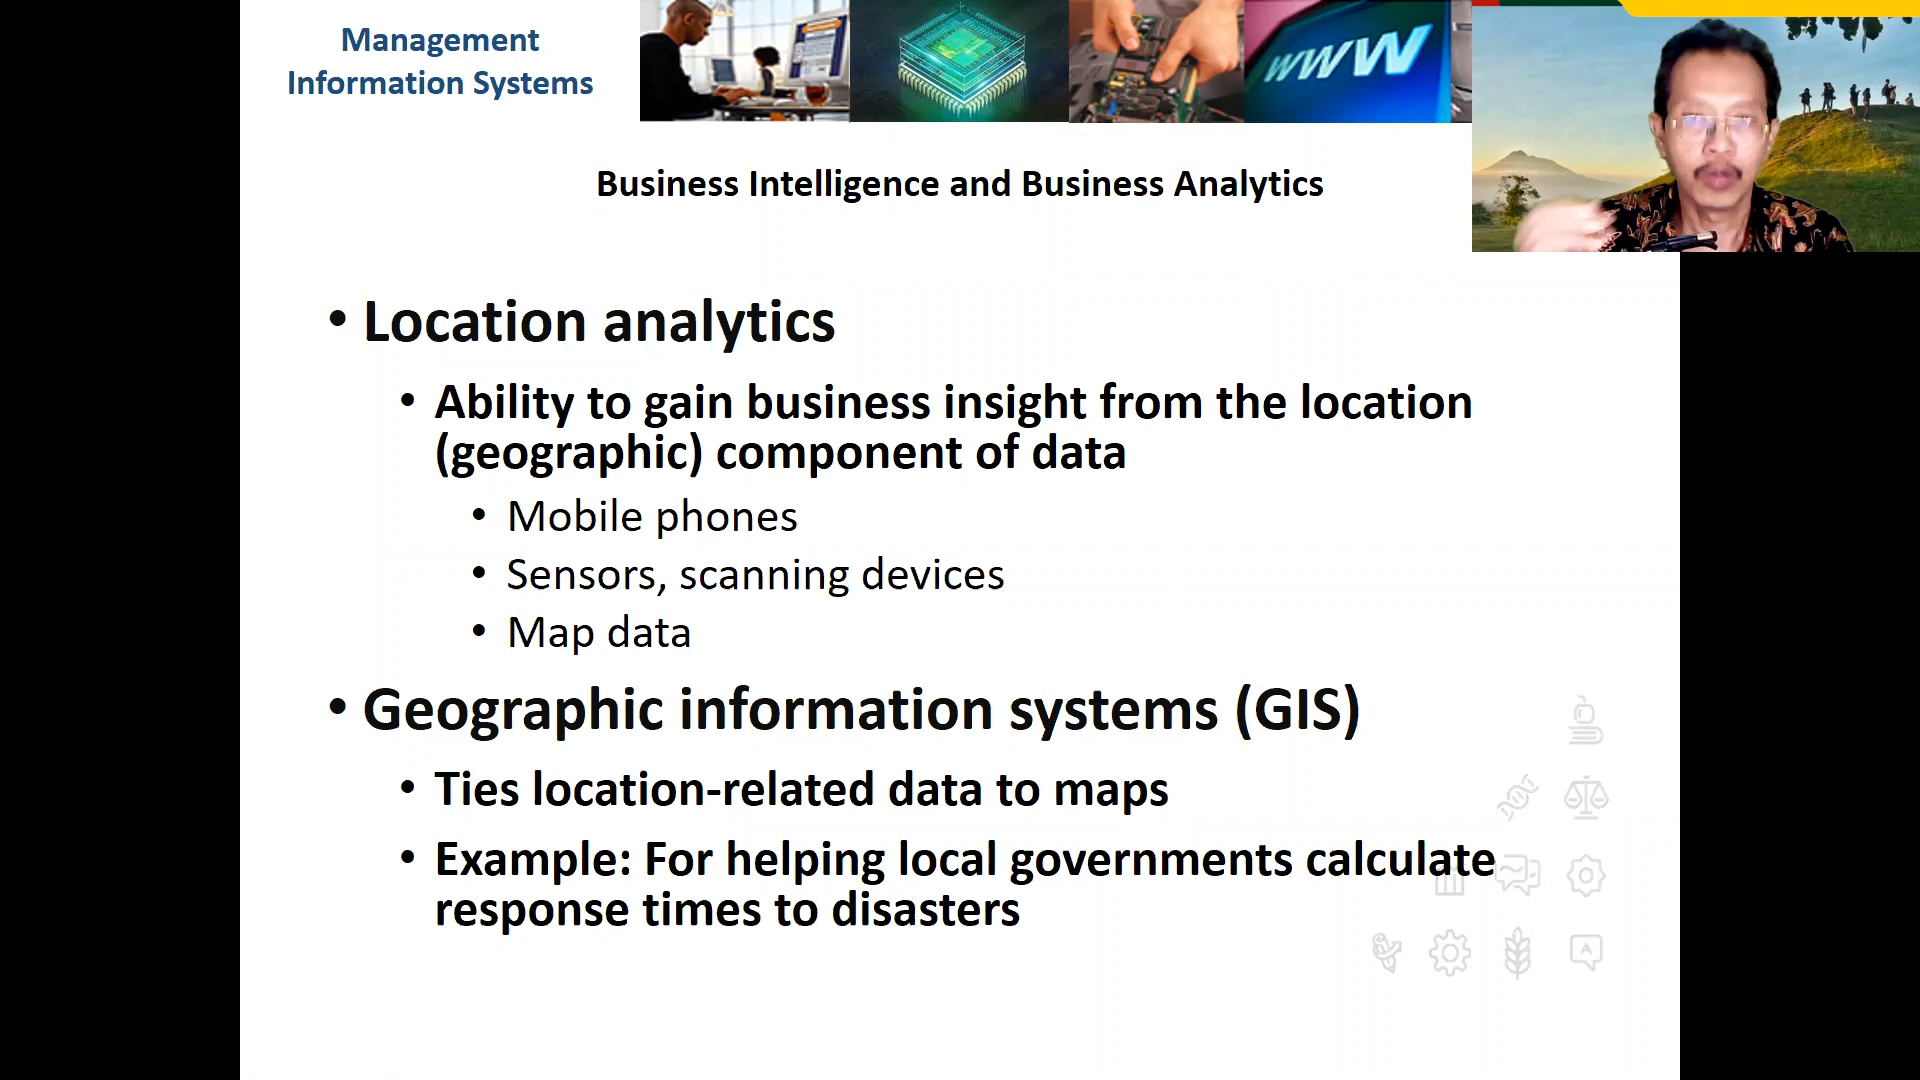 Management
Information Systems
WWW
Business Intelligence and Business Analytics
• Location analytics
• Ability to gain business insight from the location
(geographic) component of data
• Mobile phones
• Sensors, scanning devices
• Map data
• Geographic information systems (GIS)
• Ties location-related data to maps
• Example: For helping local governments calculate
response times to disasters
A